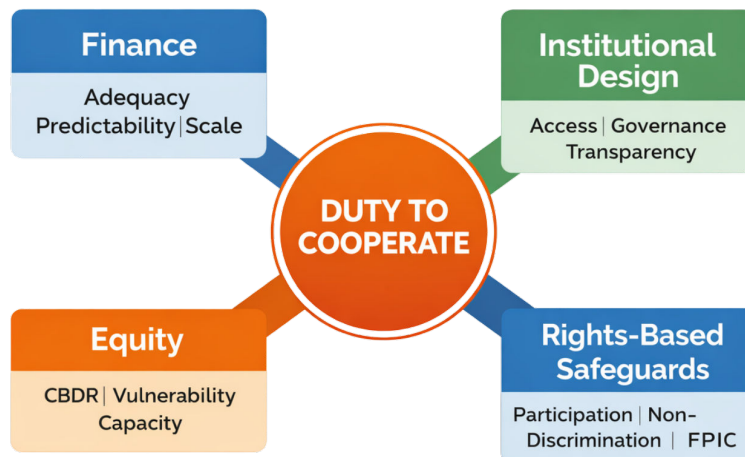 Finance
Adequacy
Predictability | Scale
Institutional
Design
Access | Governance
Transparency
DUTY TO
COOPERATE
Equity
CBDR | Vulnerability
Capacity
Rights-Based
Safeguards
Participation | Non-
Discrimination | FPIC